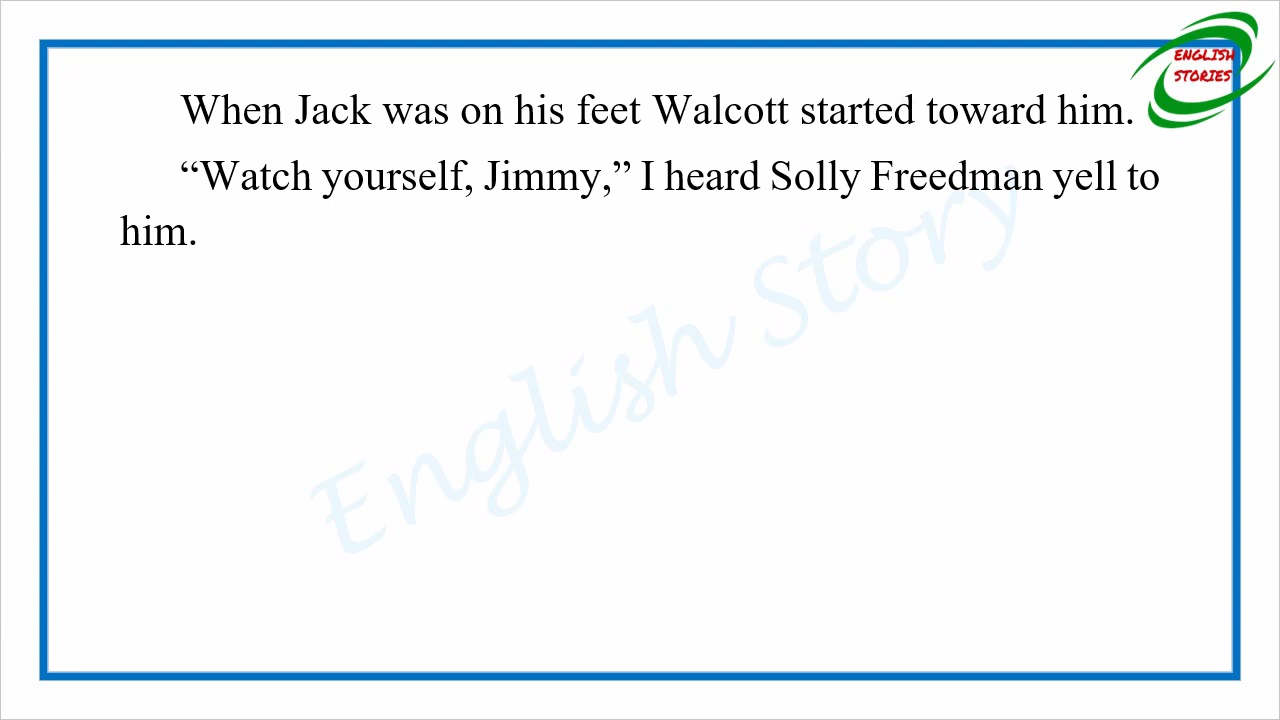 ENGLISH
STORIES
When Jack was on his feet Walcott started toward him.
“Watch yourself, Jimmy,” I heard Solly Freedman yell to
him.
English Story